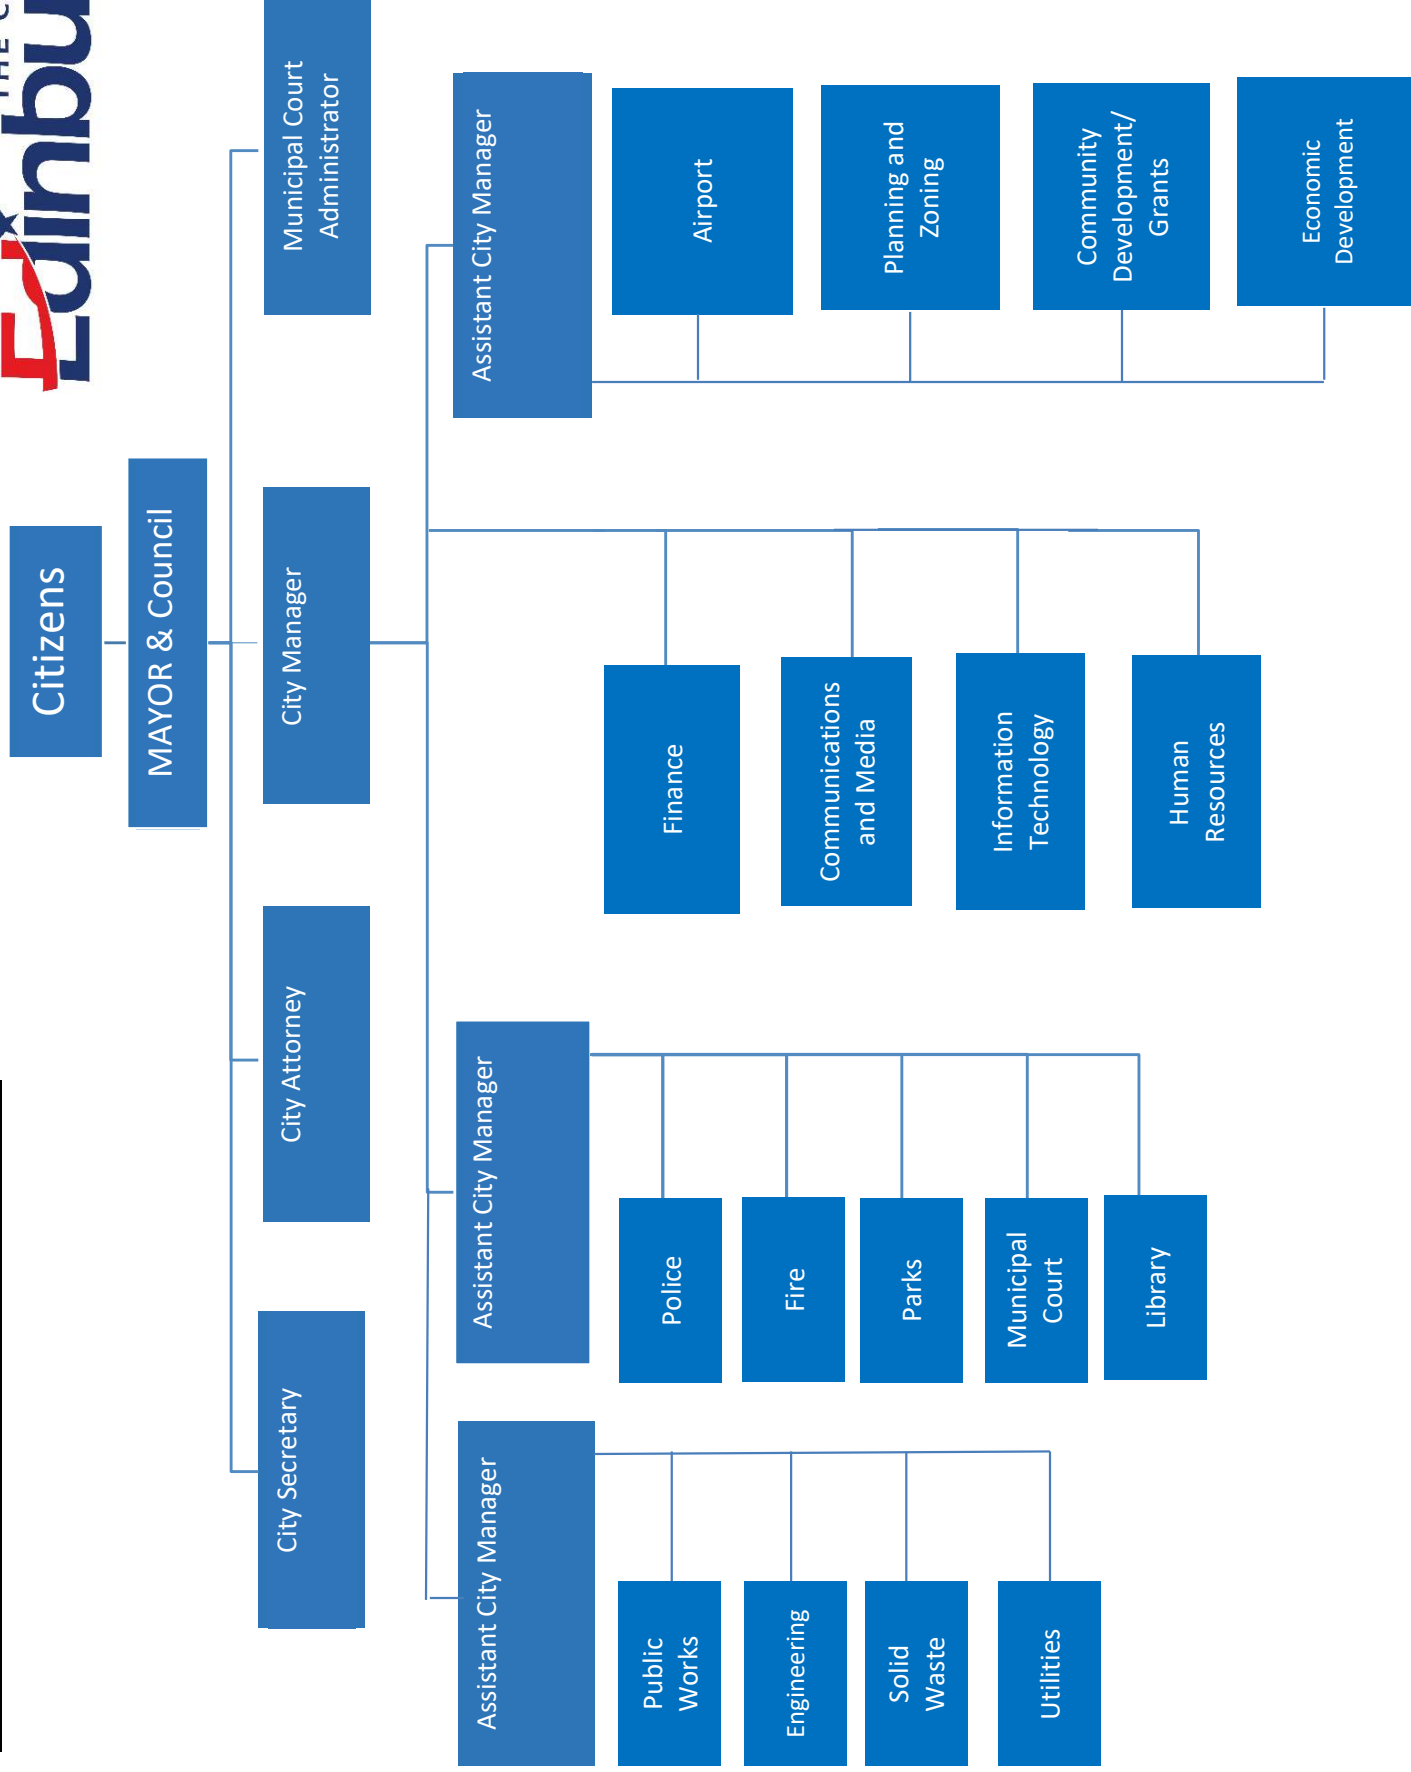 THE C
Edinbu
Citizens
MAYOR & Council
City Secretary
City Attorney
City Manager
Municipal Court
Administrator
Assistant City Manager
Public
Works
Engineering
Solid
Waste
Utilities
Assistant City Manager
Police
Fire
Parks
Municipal
Court
Library
Finance
Communications
and Media
Information
Technology
Human
Resources
Assistant City Manager
Airport
Planning and
Zoning
Community
Development/
Grants
Economic
Development